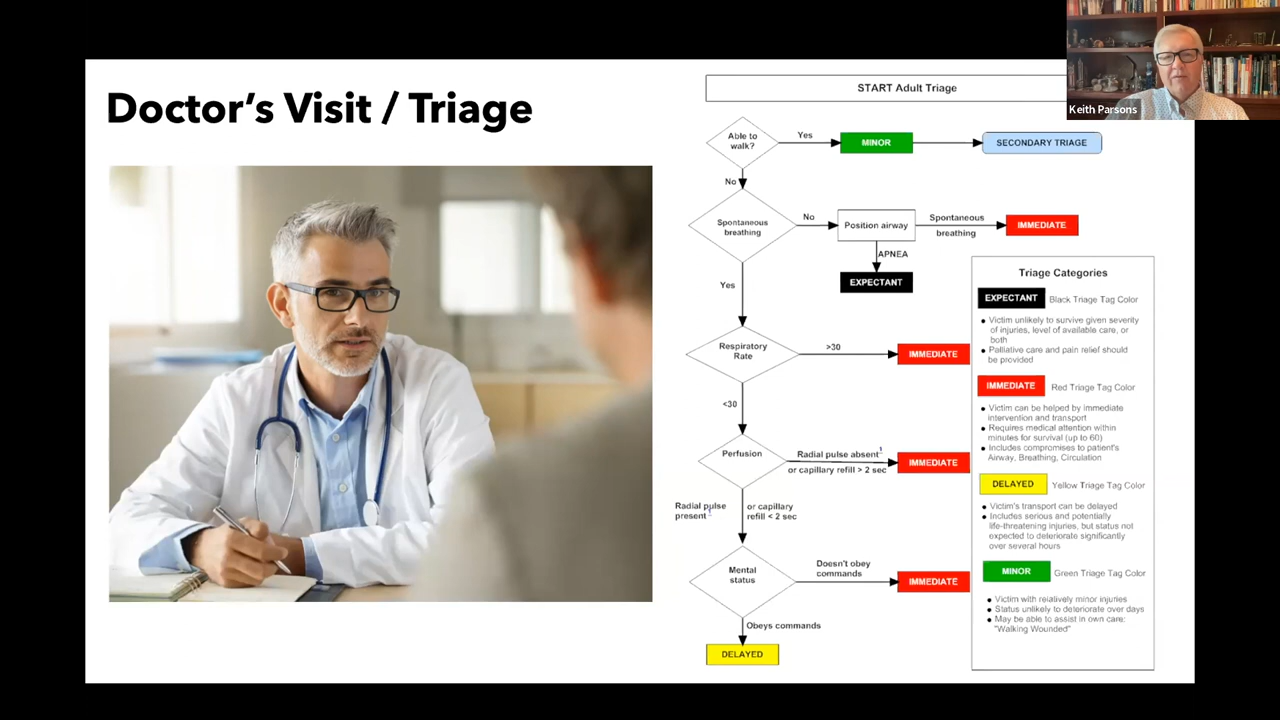 Doctor's Visit / Triage
Keith Parsons
START Adult Triage
Able to
walk?
Yes
MINOR
SECONDARY TRIAGE
No
Spontaneous
breathing
No
Position airway
Spontaneous
breathing
IMMEDIATE
APNEA
EXPECTANT
Yes
Respiratory
Rate
>30
IMMEDIATE
<30
Perfusion
Radial pulse absent¹
or capillary refill > 2 sec
IMMEDIATE
Radial pulse
present¹
or capillary
refill < 2 sec
Mental
status
Doesn't obey
commands
IMMEDIATE
Obeys commands
DELAYED
Triage Categories
EXPECTANT Black Triage Tag Color
• Victim unlikely to survive given severity
of injuries, level of available care, or
both
• Palliative care and pain relief should
be provided
IMMEDIATE Red Triage Tag Color
• Victim can be helped by immediate
intervention and transport
• Requires medical attention within
minutes for survival (up to 60)
• Includes compromises to patient's
Airway, Breathing, Circulation
DELAYED Yellow Triage Tag Color
• Victim's transport can be delayed
• Includes serious and potentially
life-threatening injuries, but status not
expected to deteriorate significantly
over several hours
MINOR Green Triage Tag Color
• Victim with relatively minor injuries
• Status unlikely to deteriorate over days
• May be able to assist in own care:
"Walking Wounded"